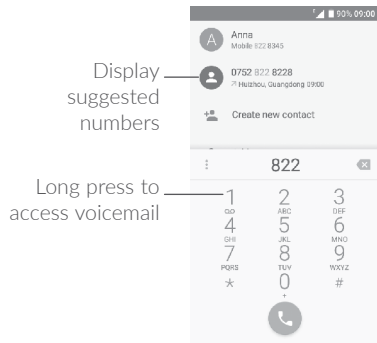 90% 09:00
A Anna
Mobile 822 8345
Display
suggested
numbers
0752 822 8228
Huizhou, Guangdong 09:00
Create new contact
822
Long press to
access voicemail
1 2 3
ABC DEF
4 5 6
GHI JKL MNO
7 8 9
PQRS TUV WXYZ
* 0 #
+